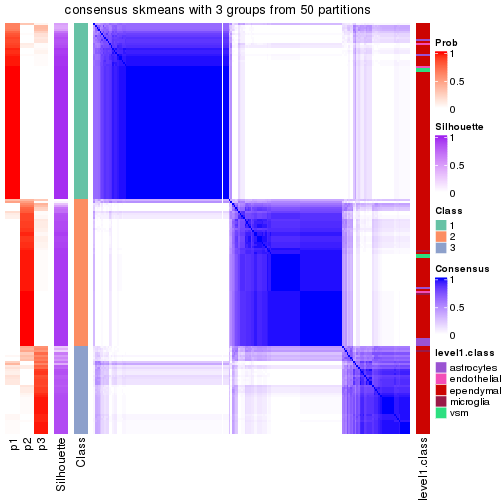 consensus skmeans with 3 groups from 50 partitions
Prob
1
0.5
0
Silhouette
1
0.5
0
Class
1
2
3
Consensus
1
0.5
0
level1.class
astrocytes
endothelial
ependymal
microglia
vsm
p1
p2
p3
Silhouette
Class
level1.class